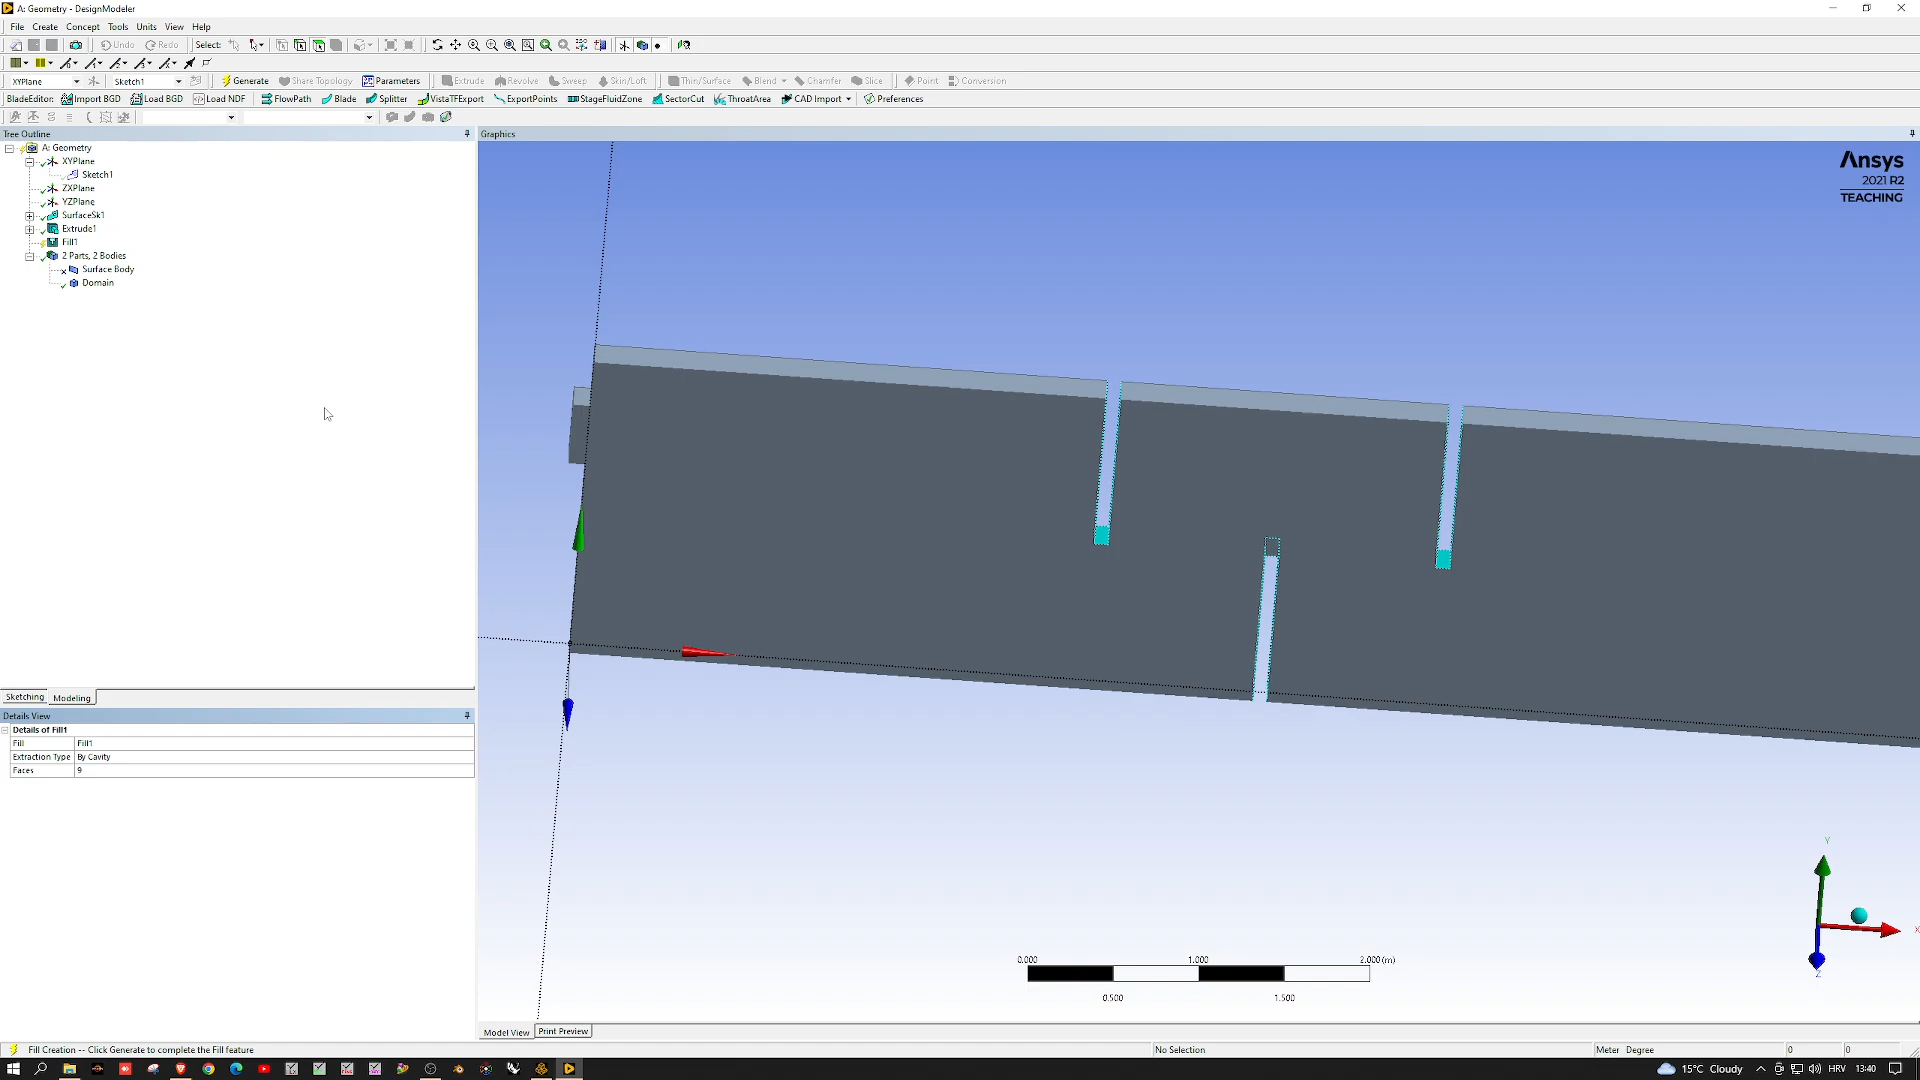 A: Geometry - DesignModeler
File Create Concept Tools Units View Help
Undo Redo Select:
XYPlane Sketch1 Generate Share Topology Parameters Extrude Revolve Sweep Skin/Loft Thin/Surface Blend Chamfer Slice Point Conversion
BladeEditor: Import BGD Load BGD Load NDF FlowPath Blade Splitter VistaTFExport ExportPoints StageFluidZone SectorCut ThroatArea CAD Import Preferences
Tree Outline
Graphics
A: Geometry
XYPlane
Sketch1
ZXPlane
YZPlane
SurfaceSk1
Extrude1
Fill1
2 Parts, 2 Bodies
Surface Body
Domain
Ansys
2021 R2
TEACHING
Sketching Modeling
Details View
Details of Fill1
Fill Fill1
Extraction Type By Cavity
Faces 9
Y
X
Z
0.000 1.000 2.000 (m)
0.500 1.500
Model View Print Preview
Fill Creation -- Click Generate to complete the Fill feature
No Selection
Meter Degree 0 0
15°C Cloudy
HRV 13:40